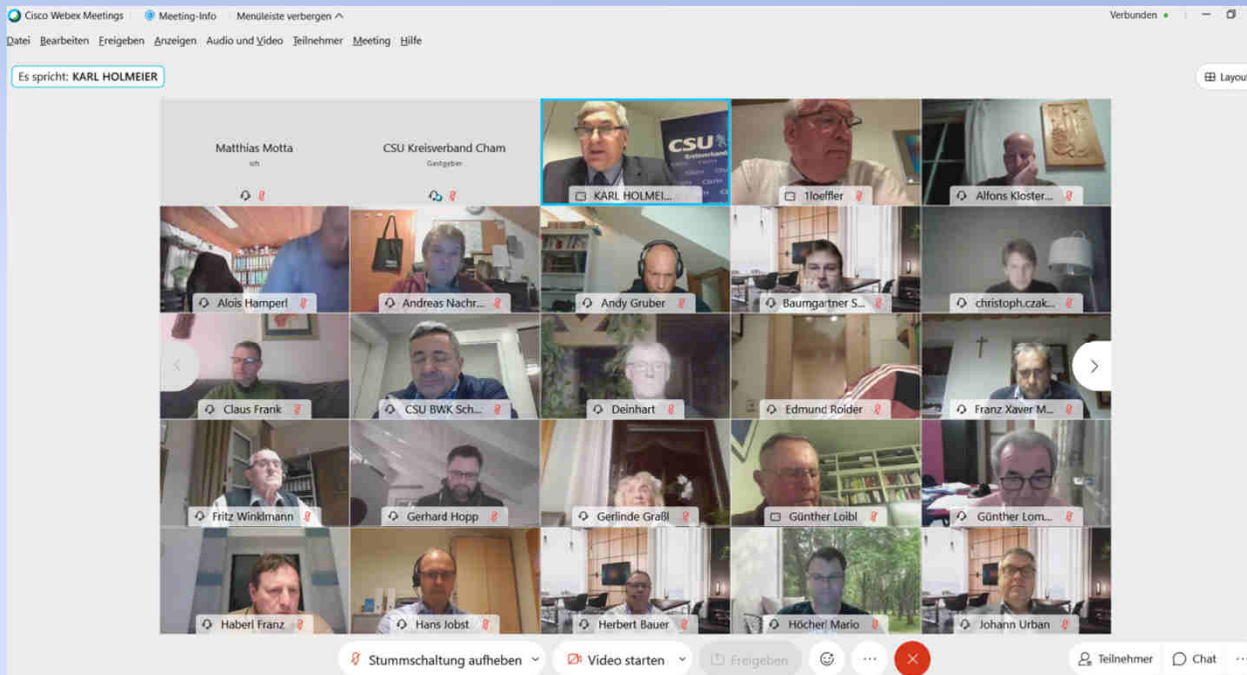 Cisco Webex Meetings Meeting-Info Menüleiste verbergen Verbunden
Datei Bearbeiten Freigeben Anzeigen Audio und Video Teilnehmer Meeting Hilfe
Es spricht: KARL HOLMEIER
Layout
Matthias Motta
Ich
CSU Kreisverband Cham
Gastgeber
CSU
KARL HOLMEI...
1loeffler
Alfons Kloster...
Alois Hamperl
Andreas Nachr...
Andy Gruber
Baumgartner S...
christoph.czak...
Claus Frank
CSU BWK Sch...
Deinhart
Edmund Roider
Franz Xaver M...
Fritz Winklmann
Gerhard Hopp
Gerlinde Graßl
Günther Loibl
Günther Lom...
Haberl Franz
Hans Jobst
Herbert Bauer
Höcherl Mario
Johann Urban
Stummschaltung aufheben Video starten Freigeben ... Teilnehmer Chat ...